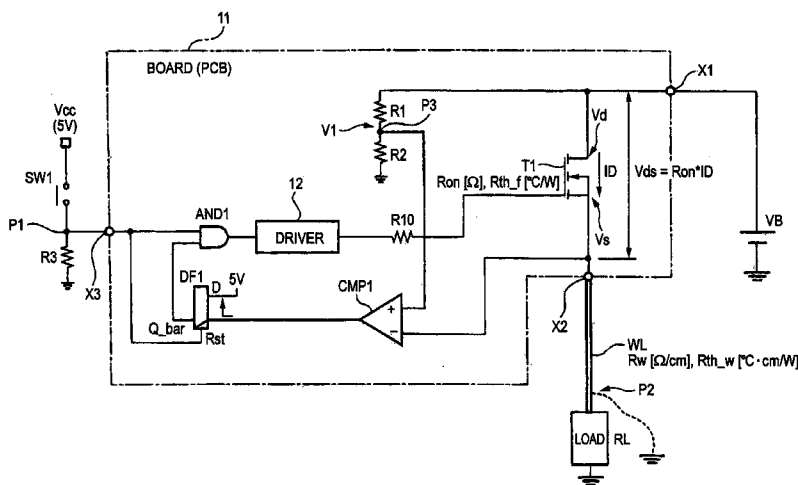 11
BOARD (PCB)
X1
Vcc
(5V)
R1
P3
V1
R2
Vd
T1
ID
Vds = Ron*ID
Ron [Ω], Rth_f [°C/W]
SW1
AND1
12
DRIVER
R10
Vs
VB
P1
R3
X3
DF1
D
5V
CMP1
+
−
Q_bar
Rst
X2
WL
Rw [Ω/cm], Rth_w [°C·cm/W]
P2
LOAD
RL